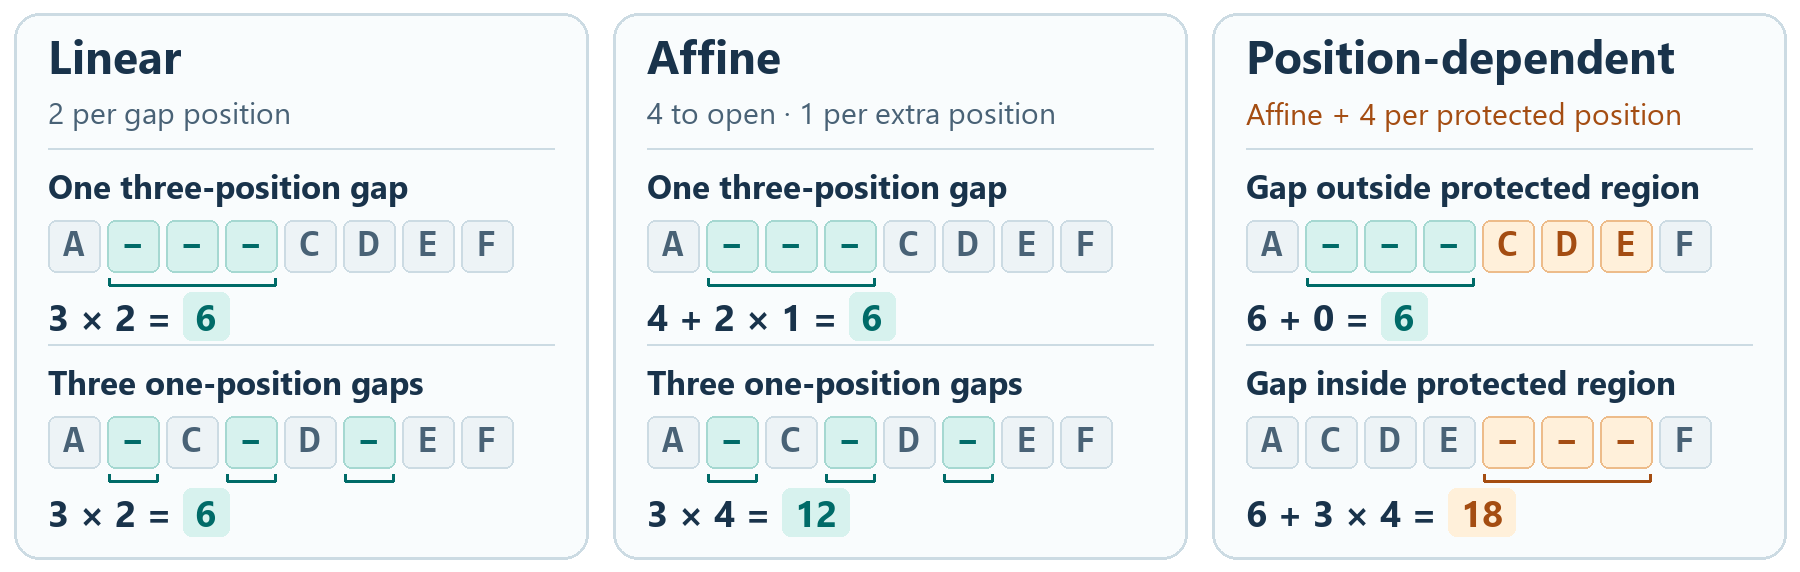 Linear
2 per gap position
One three-position gap
A – – – C D E F
3 × 2 = 6
Three one-position gaps
A – C – D – E F
3 × 2 = 6
Affine
4 to open · 1 per extra position
One three-position gap
A – – – C D E F
4 + 2 × 1 = 6
Three one-position gaps
A – C – D – E F
3 × 4 = 12
Position-dependent
Affine + 4 per protected position
Gap outside protected region
A – – – C D E F
6 + 0 = 6
Gap inside protected region
A C D E – – – F
6 + 3 × 4 = 18